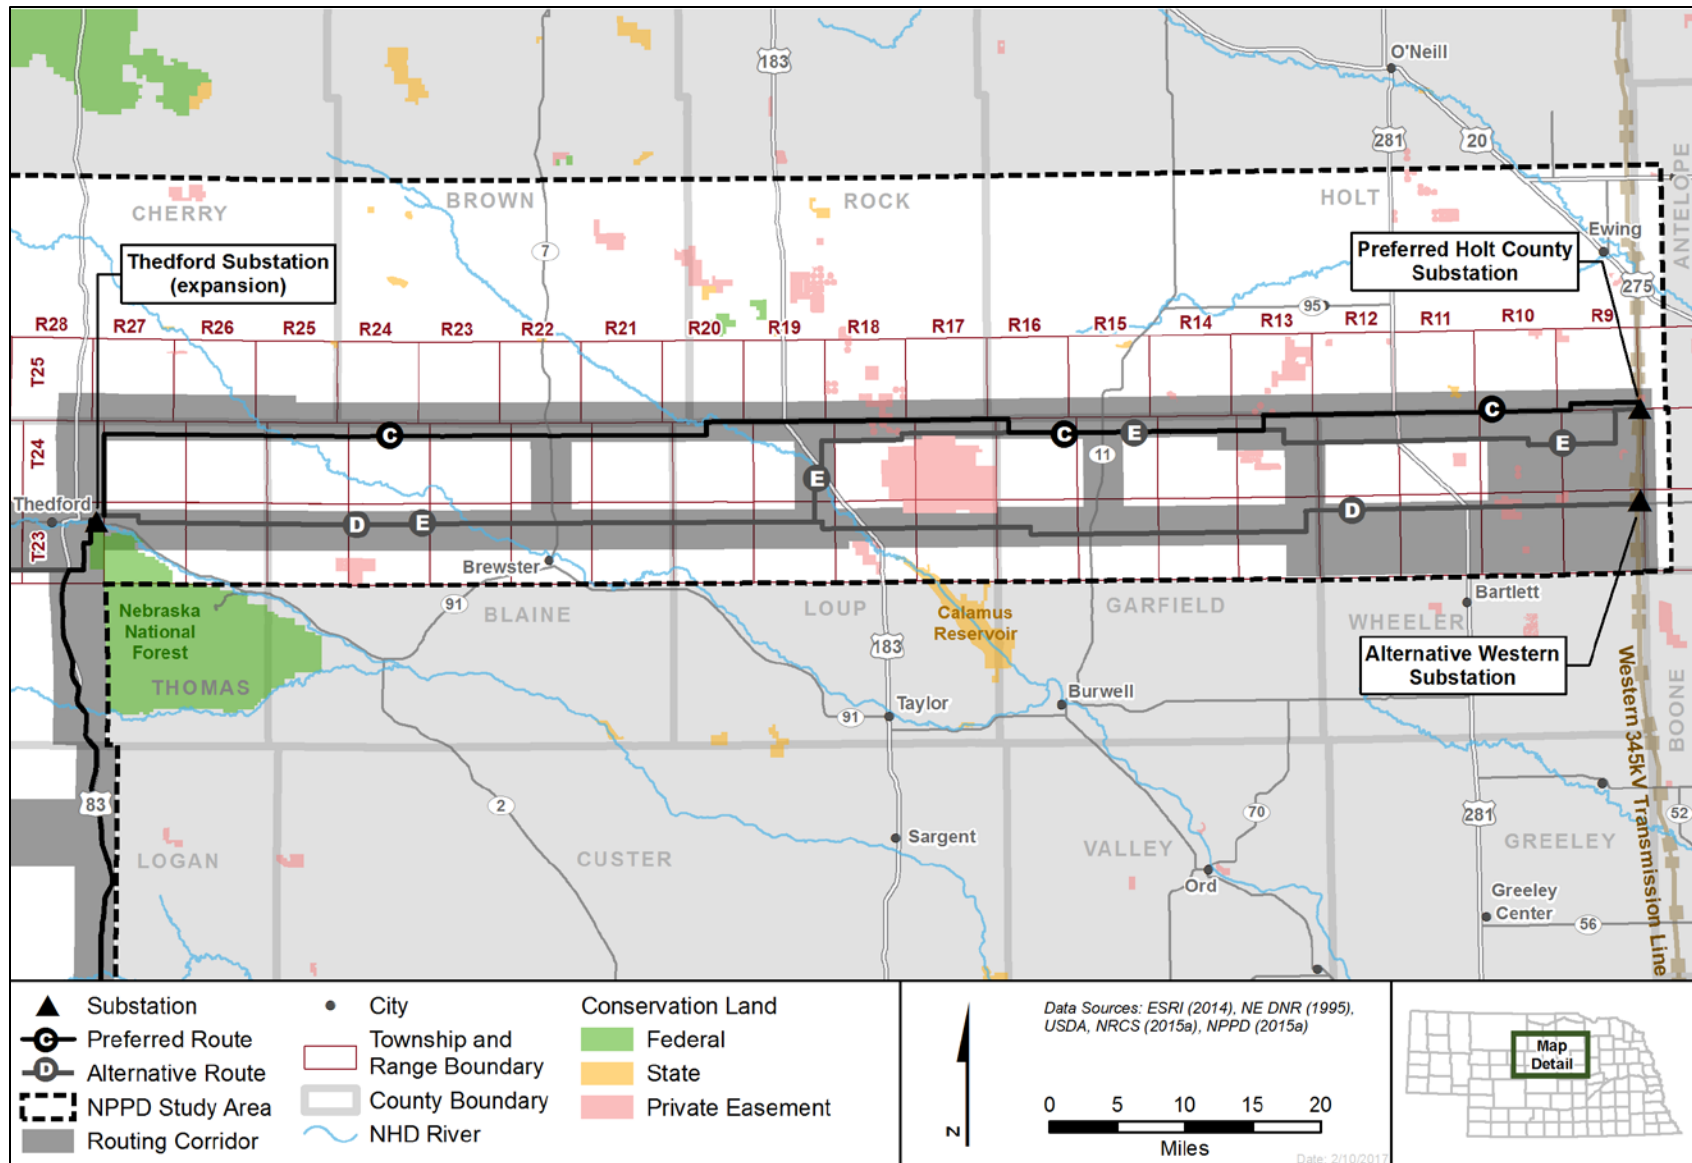 O'Neill
183
281
20
ANTELOPE
CHERRY
BROWN
ROCK
HOLT
Ewing
7
Thedford Substation
(expansion)
Preferred Holt County
Substation
275
95
R28
R27
R26
R25
R24
R23
R22
R21
R20
R19
R18
R17
R16
R15
R14
R13
R12
R11
R10
R9
T25
C
C
C
E
E
T24
11
E
Thedford
D
E
D
T23
Brewster
Nebraska
National
Forest
91
BLAINE
LOUP
Calamus
Reservoir
GARFIELD
WHEELER
Bartlett
183
Alternative Western
Substation
THOMAS
Taylor
91
Burwell
BOONE
Western 345kV Transmission Line
83
2
70
281
52
LOGAN
CUSTER
Sargent
VALLEY
GREELEY
Ord
Greeley
Center
56
Substation
C
Preferred Route
D
Alternative Route
NPPD Study Area
Routing Corridor
City
Township and
Range Boundary
County Boundary
NHD River
Conservation Land
Federal
State
Private Easement
N
Data Sources: ESRI (2014), NE DNR (1995),
USDA, NRCS (2015a), NPPD (2015a)
0 5 10 15 20
Miles
Date: 2/10/2017
Map
Detail